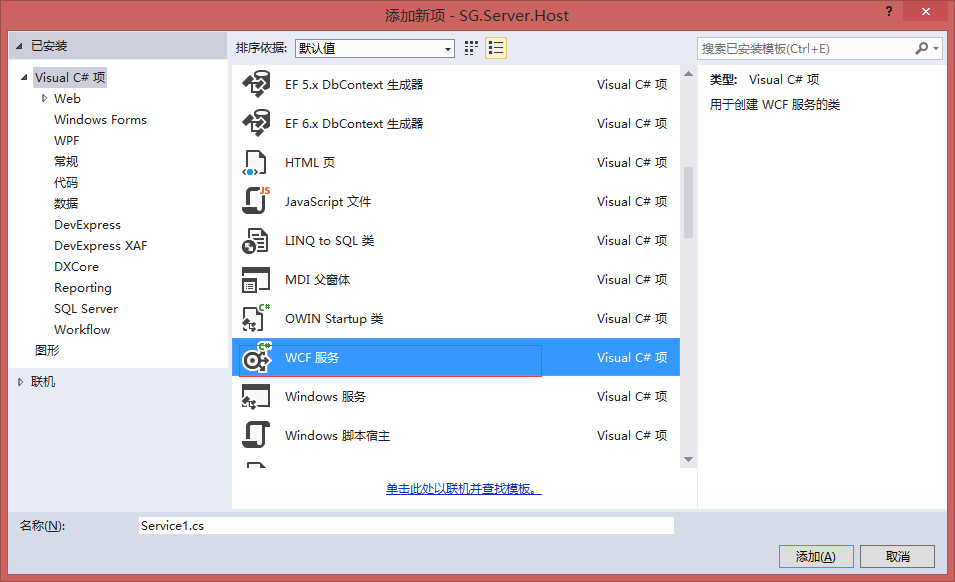 添加新项 - SG.Server.Host
?
已安装
Visual C# 项
Web
Windows Forms
WPF
常规
代码
数据
DevExpress
DevExpress XAF
DXCore
Reporting
SQL Server
Workflow
图形
联机
排序依据: 默认值
EF 5.x DbContext 生成器 Visual C# 项
EF 6.x DbContext 生成器 Visual C# 项
HTML 页 Visual C# 项
JS
JavaScript 文件 Visual C# 项
LINQ to SQL 类 Visual C# 项
MDI 父窗体 Visual C# 项
C#
OWIN Startup 类 Visual C# 项
C#
WCF 服务 Visual C# 项
Windows 服务 Visual C# 项
Windows 脚本宿主 Visual C# 项
单击此处以联机并查找模板。
搜索已安装模板(Ctrl+E)
类型: Visual C# 项
用于创建 WCF 服务的类
名称(N): Service1.cs
添加(A) 取消